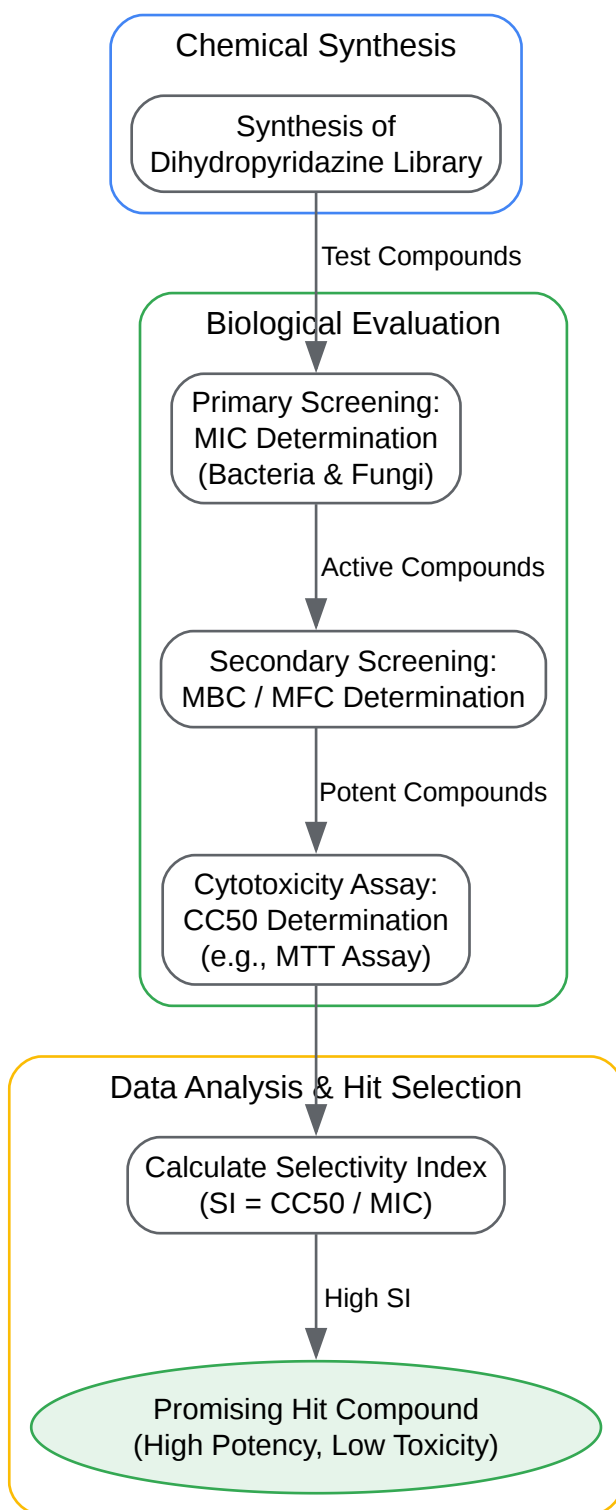 Chemical Synthesis
Synthesis of
Dihydropyridazine Library
Test Compounds
Biological Evaluation
Primary Screening:
MIC Determination
(Bacteria & Fungi)
Active Compounds
Secondary Screening:
MBC / MFC Determination
Potent Compounds
Cytotoxicity Assay:
CC50 Determination
(e.g., MTT Assay)
Data Analysis & Hit Selection
Calculate Selectivity Index
(SI = CC50 / MIC)
High SI
Promising Hit Compound
(High Potency, Low Toxicity)